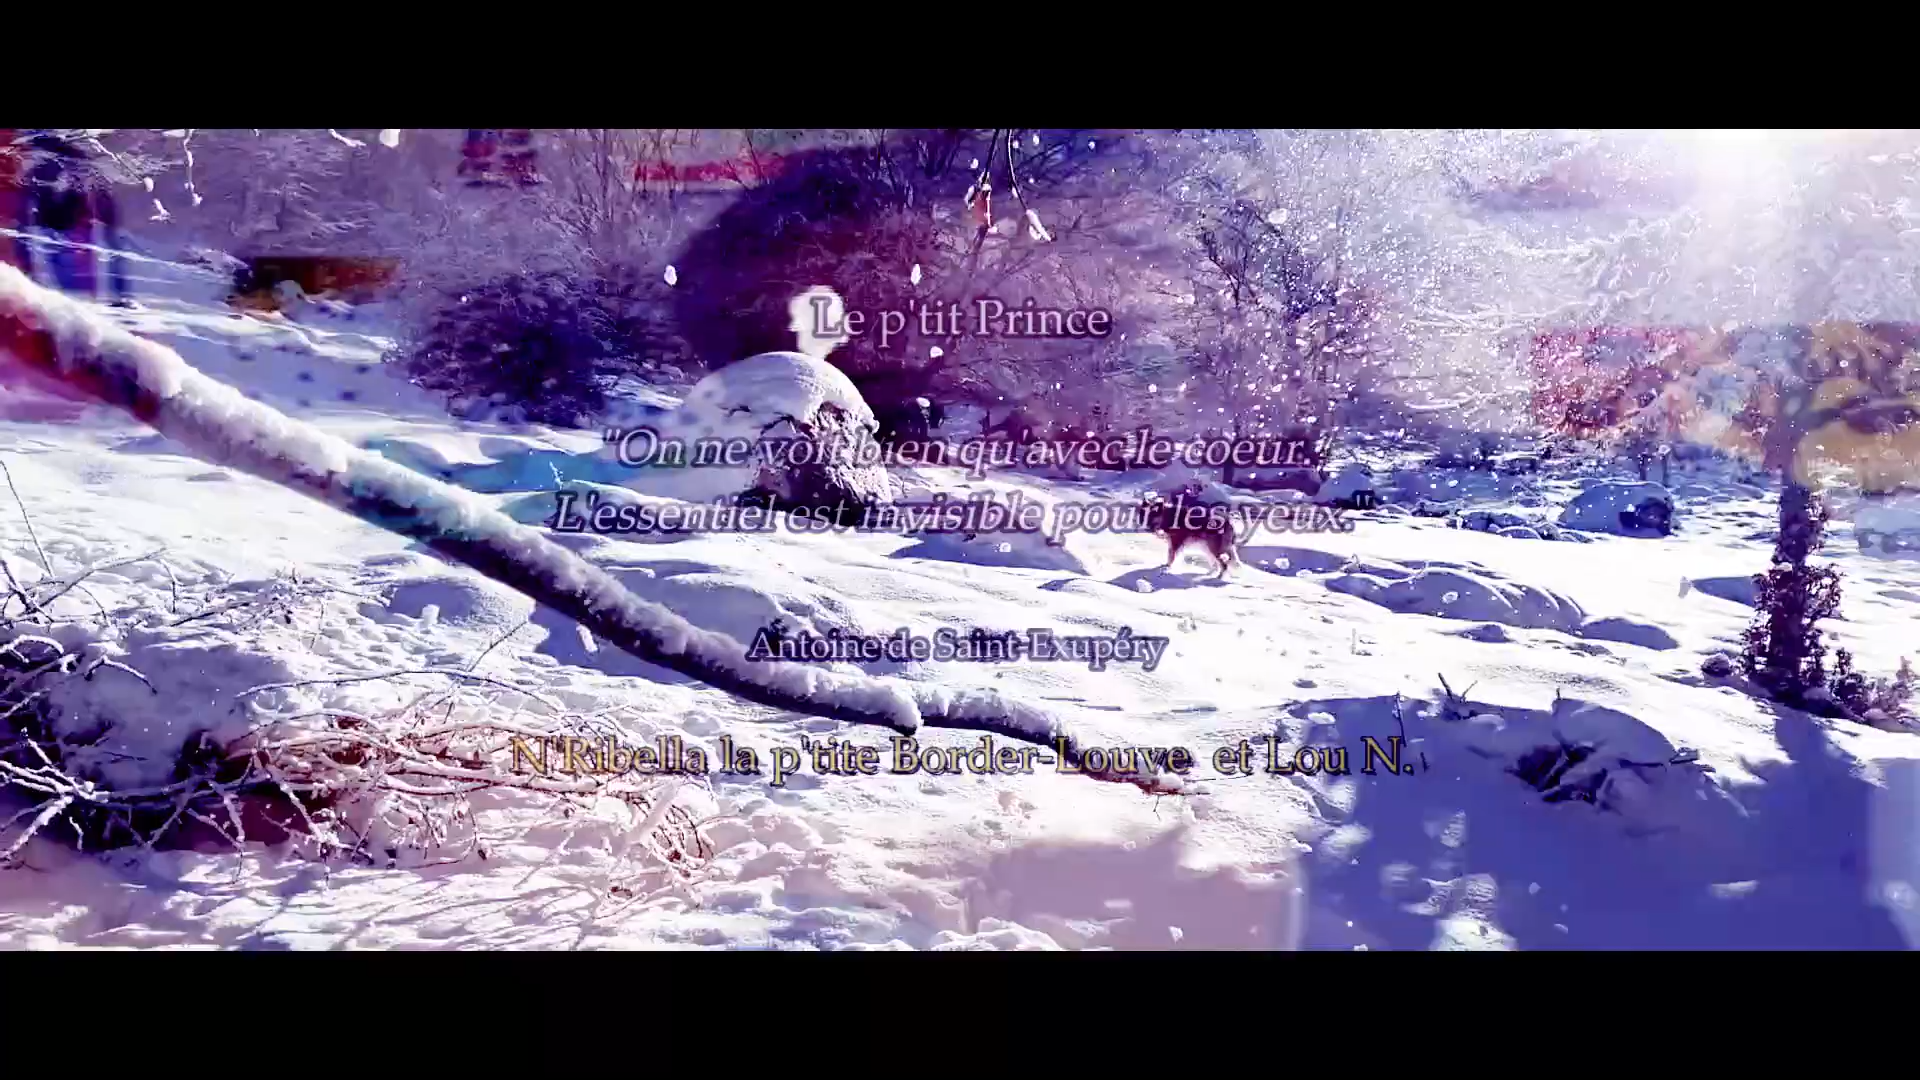 Le p'tit Prince
"On ne voit bien qu'avec le coeur."
L'essentiel est invisible pour les yeux."
Antoine de Saint-Exupéry
N'Ribella la p'tite Border-Louve et Lou N.